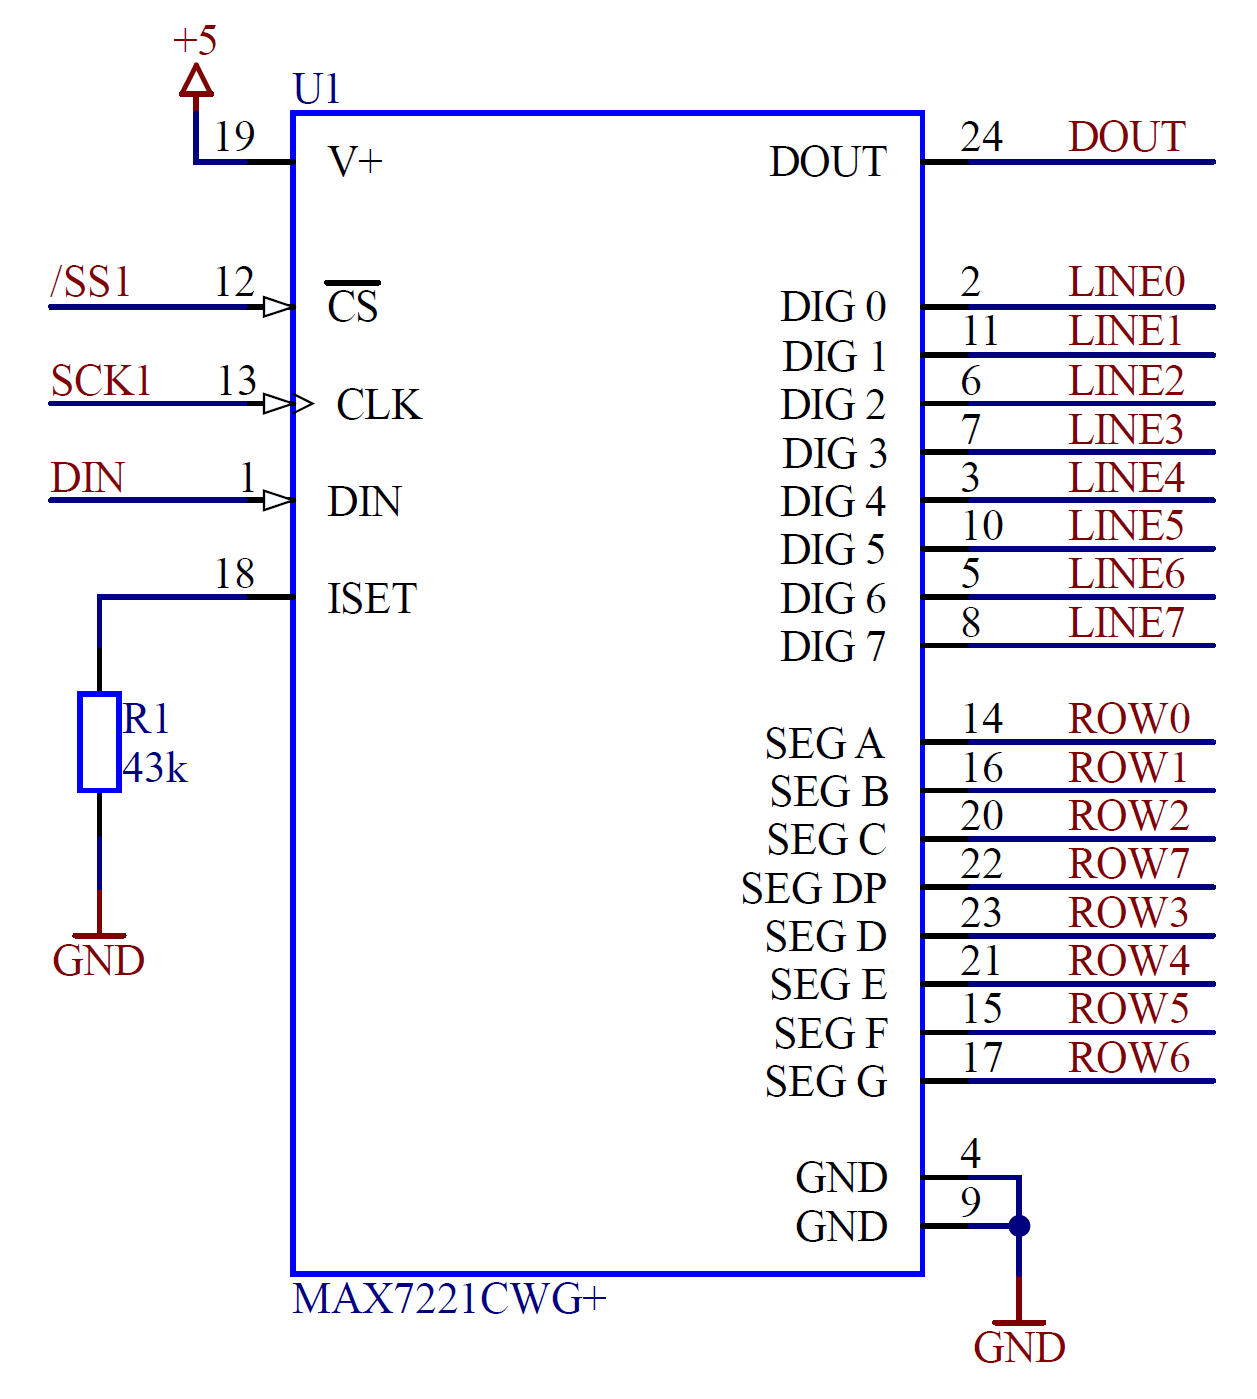 +5
U1
19 V+
DOUT 24 DOUT
/SS1 12 CS
DIG 0 2 LINE0
DIG 1 11 LINE1
SCK1 13 CLK
DIG 2 6 LINE2
DIG 3 7 LINE3
DIN 1 DIN
DIG 4 3 LINE4
DIG 5 10 LINE5
18 ISET
DIG 6 5 LINE6
DIG 7 8 LINE7
R1
43k
SEG A 14 ROW0
SEG B 16 ROW1
SEG C 20 ROW2
SEG DP 22 ROW7
SEG D 23 ROW3
GND
SEG E 21 ROW4
SEG F 15 ROW5
SEG G 17 ROW6
GND 4
GND 9
MAX7221CWG+
GND